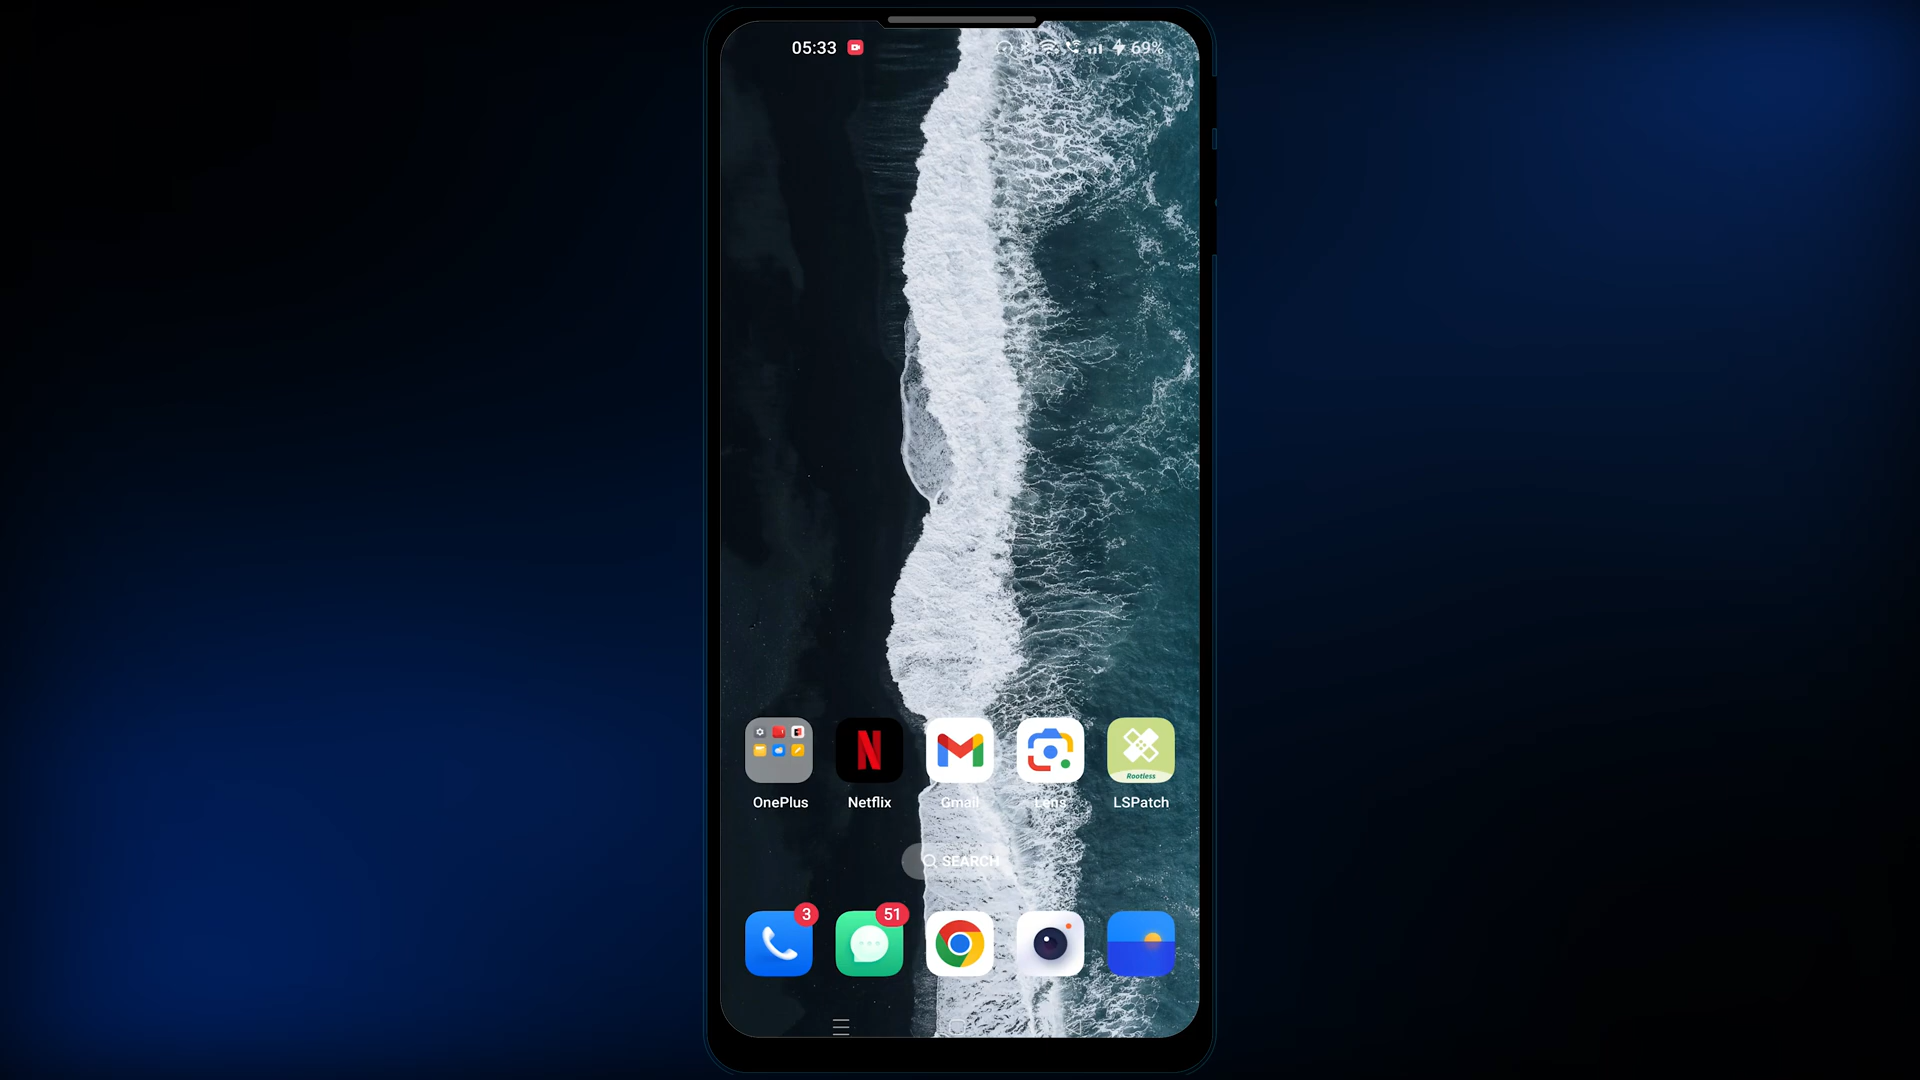 05:33 69%
Rootless
OnePlus Netflix Gmail Lens LSPatch
SEARCH
3 51